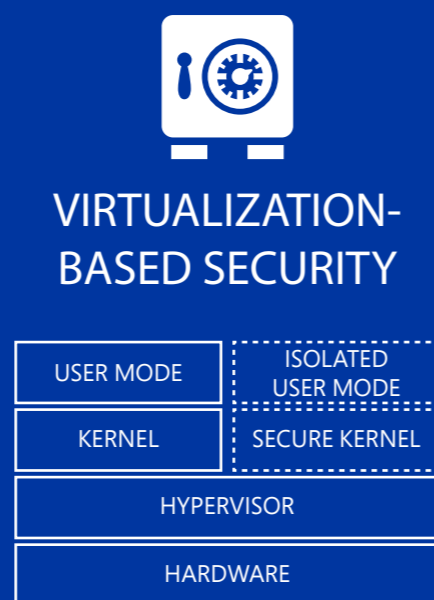 VIRTUALIZATION-
BASED SECURITY
USER MODE
ISOLATED
USER MODE
KERNEL
SECURE KERNEL
HYPERVISOR
HARDWARE